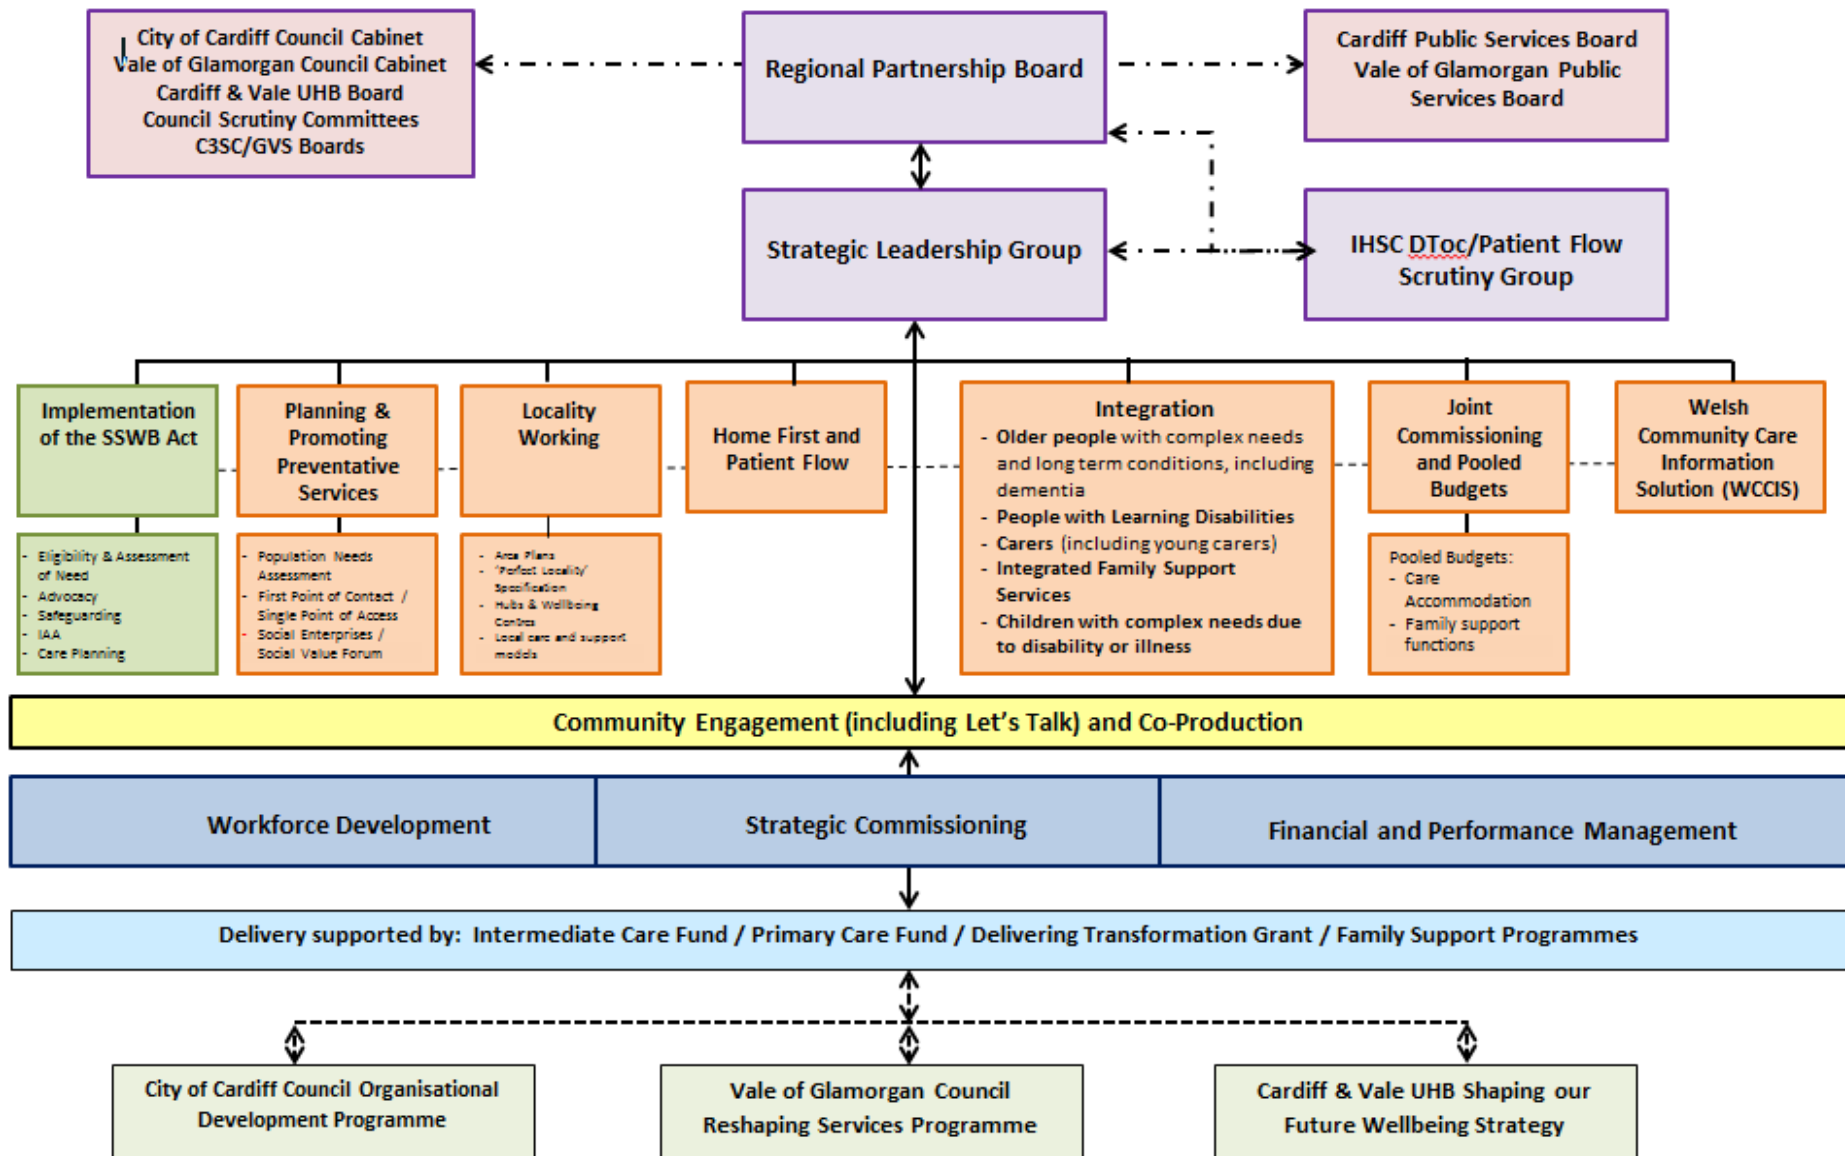 City of Cardiff Council Cabinet
Vale of Glamorgan Council Cabinet
Cardiff & Vale UHB Board
Council Scrutiny Committees
C3SC/GVS Boards
Regional Partnership Board
Cardiff Public Services Board
Vale of Glamorgan Public
Services Board
Strategic Leadership Group
IHSC DToc/Patient Flow
Scrutiny Group
Implementation
of the SSWB Act
- Eligibility & Assessment
of Need
- Advocacy
- Safeguarding
- IAA
- Care Planning
Planning &
Promoting
Preventative
Services
- Population Needs
Assessment
- First Point of Contact /
Single Point of Access
- Social Enterprises /
Social Value Forum
Locality
Working
- Area Plans
- 'Perfect Locality'
Specification
- Hubs & Wellbeing
Centres
- Local care and support
models
Home First and
Patient Flow
Integration
- Older people with complex needs
and long term conditions, including
dementia
- People with Learning Disabilities
- Carers (including young carers)
- Integrated Family Support
Services
- Children with complex needs due
to disability or illness
Joint
Commissioning
and Pooled
Budgets
Pooled Budgets:
- Care
Accommodation
- Family support
functions
Welsh
Community Care
Information
Solution (WCCIS)
Community Engagement (including Let's Talk) and Co-Production
Workforce Development
Strategic Commissioning
Financial and Performance Management
Delivery supported by: Intermediate Care Fund / Primary Care Fund / Delivering Transformation Grant / Family Support Programmes
City of Cardiff Council Organisational
Development Programme
Vale of Glamorgan Council
Reshaping Services Programme
Cardiff & Vale UHB Shaping our
Future Wellbeing Strategy